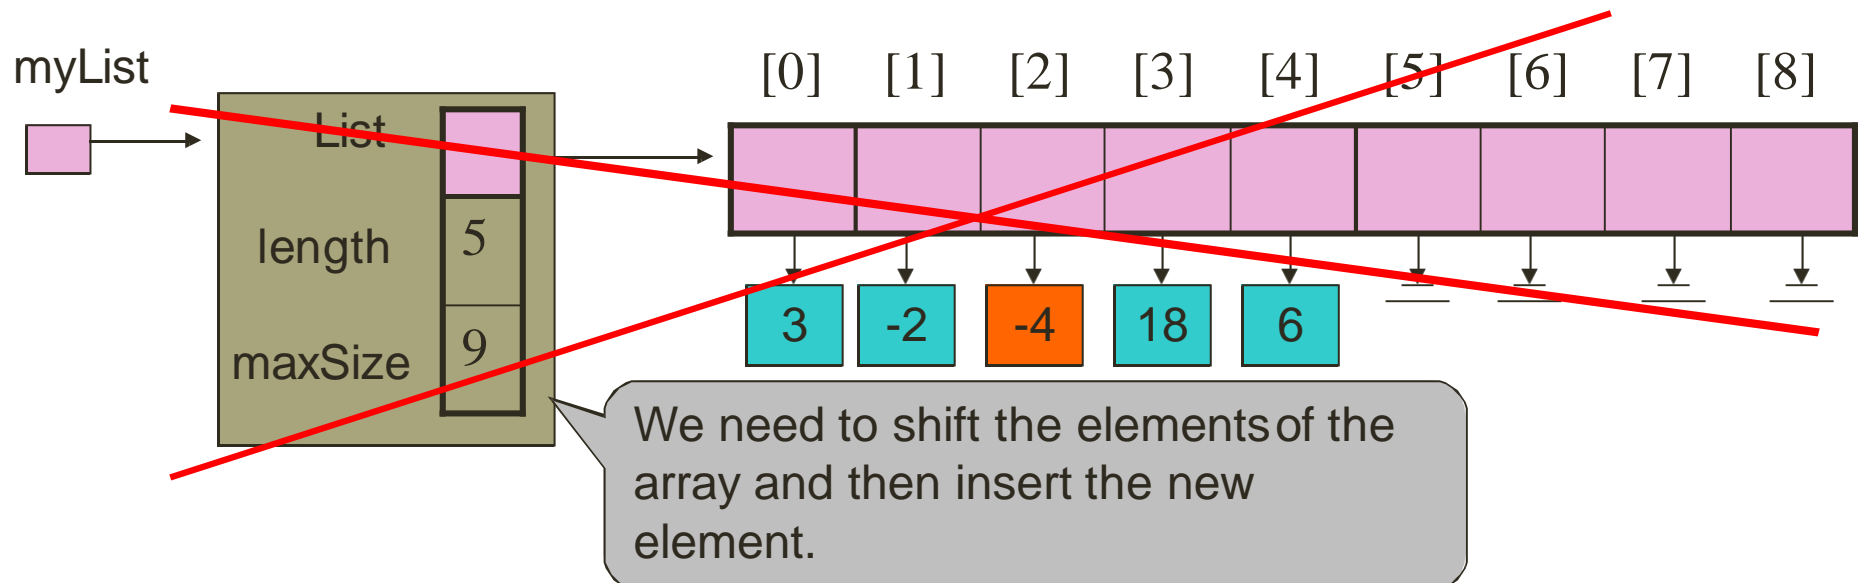 myList
[0] [1] [2] [3] [4] [5] [6] [7] [8]
List
length 5
maxSize 9
3 -2 -4 18 6
We need to shift the elements of the
array and then insert the new
element.